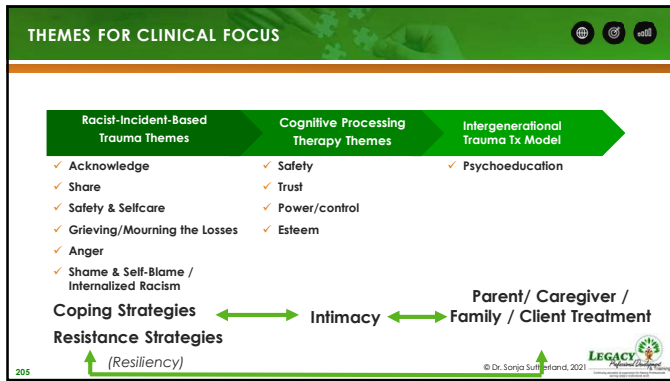 THEMES FOR CLINICAL FOCUS
Racist-Incident-Based
Trauma Themes
Cognitive Processing
Therapy Themes
Intergenerational
Trauma Tx Model
✓ Acknowledge
✓ Share
✓ Safety & Selfcare
✓ Grieving/Mourning the Losses
✓ Anger
✓ Shame & Self-Blame /
Internalized Racism
✓ Safety
✓ Trust
✓ Power/control
✓ Esteem
✓ Psychoeducation
Coping Strategies
Resistance Strategies
(Resiliency)
Intimacy
Parent/ Caregiver /
Family / Client Treatment
205
© Dr. Sonja Sutherland, 2021
LEGACY
Professional Development